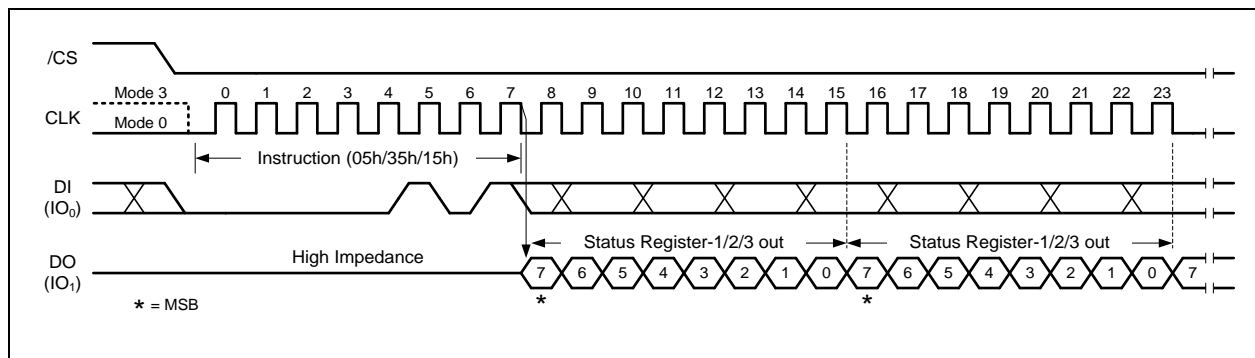 /CS
Mode 3 0 1 2 3 4 5 6 7 8 9 10 11 12 13 14 15 16 17 18 19 20 21 22 23
CLK
Mode 0
Instruction (05h/35h/15h)
DI
(IO₀)
Status Register-1/2/3 out Status Register-1/2/3 out
High Impedance
DO
(IO₁)
7 6 5 4 3 2 1 0 7 6 5 4 3 2 1 0 7
* *
* = MSB